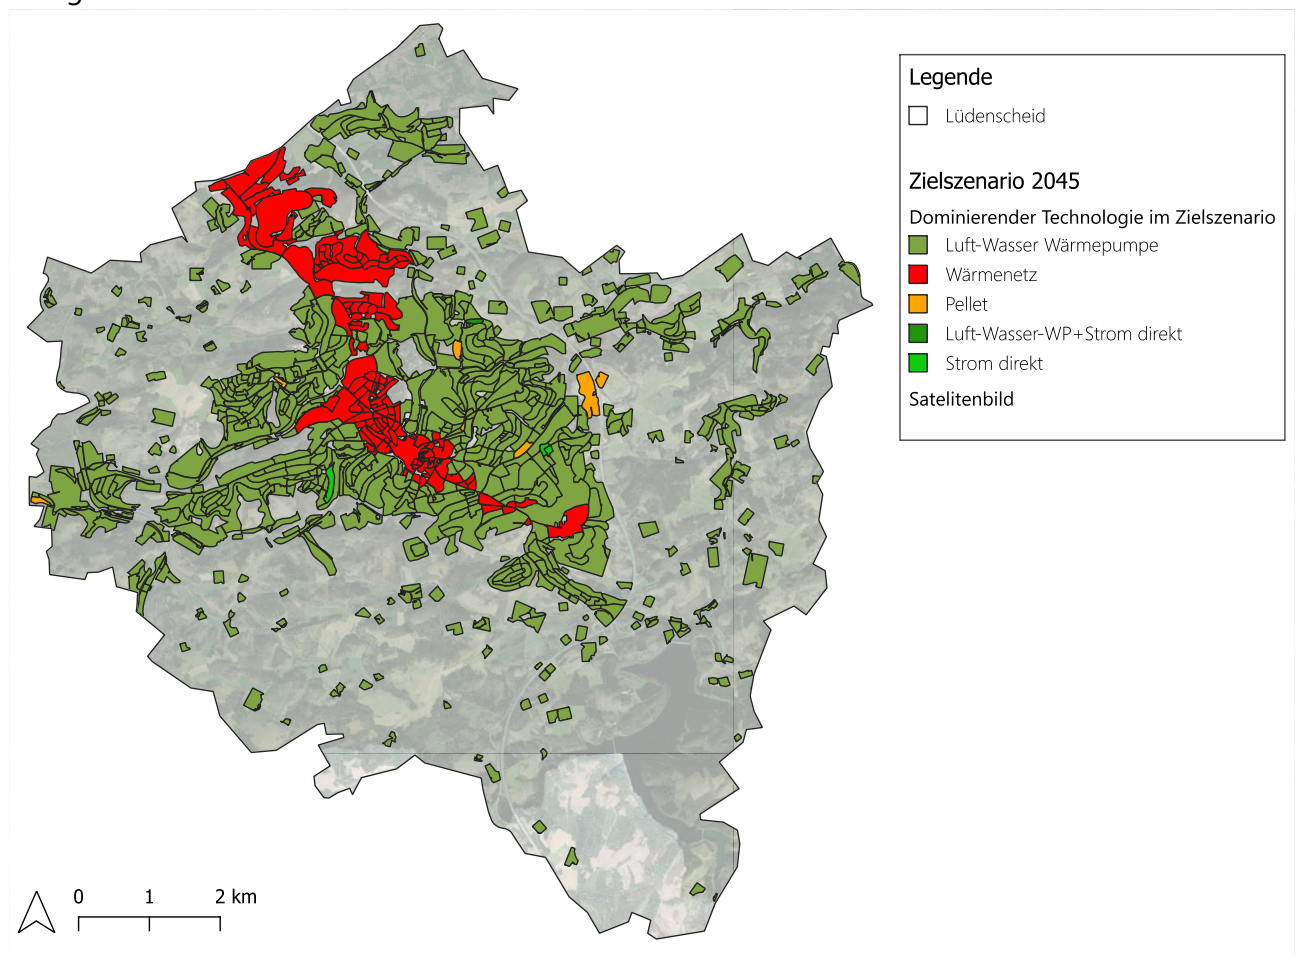 Legende
Lüdenscheid
Zielszenario 2045
Dominierender Technologie im Zielszenario
Luft-Wasser Wärmepumpe
Wärmenetz
Pellet
Luft-Wasser-WP+Strom direkt
Strom direkt
Satelitenbild
0 1 2 km